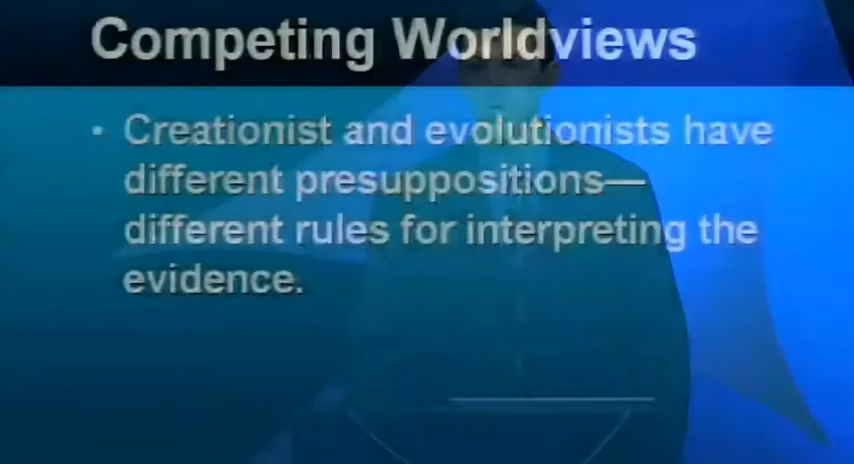 Competing Worldviews
• Creationist and evolutionists have
different presuppositions—
different rules for interpreting the
evidence.